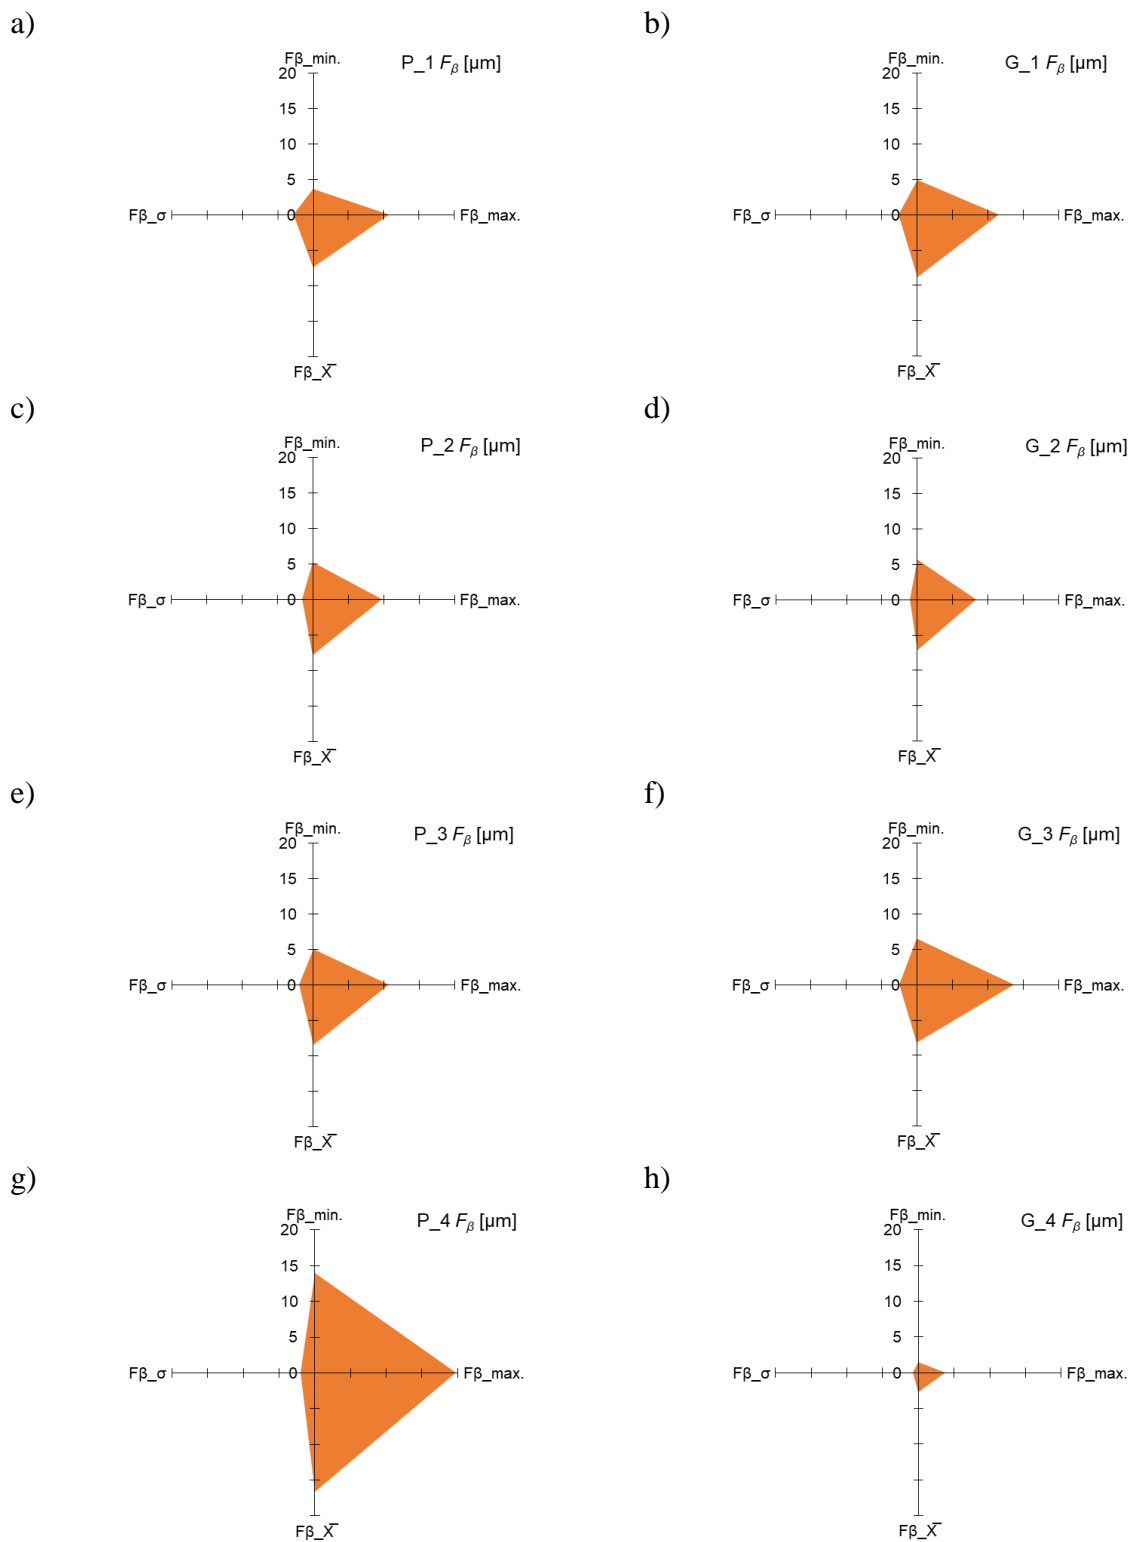 a)
b)
Fβ_min.
P_1 Fβ [µm]
20
15
10
5
0
Fβ_σ
Fβ_max.
Fβ_X̅
Fβ_min.
G_1 Fβ [µm]
20
15
10
5
0
Fβ_σ
Fβ_max.
Fβ_X̅
c)
d)
Fβ_min.
P_2 Fβ [µm]
20
15
10
5
0
Fβ_σ
Fβ_max.
Fβ_X̅
Fβ_min.
G_2 Fβ [µm]
20
15
10
5
0
Fβ_σ
Fβ_max.
Fβ_X̅
e)
f)
Fβ_min.
P_3 Fβ [µm]
20
15
10
5
0
Fβ_σ
Fβ_max.
Fβ_X̅
Fβ_min.
G_3 Fβ [µm]
20
15
10
5
0
Fβ_σ
Fβ_max.
Fβ_X̅
g)
h)
Fβ_min.
P_4 Fβ [µm]
20
15
10
5
0
Fβ_σ
Fβ_max.
Fβ_X̅
Fβ_min.
G_4 Fβ [µm]
20
15
10
5
0
Fβ_σ
Fβ_max.
Fβ_X̅